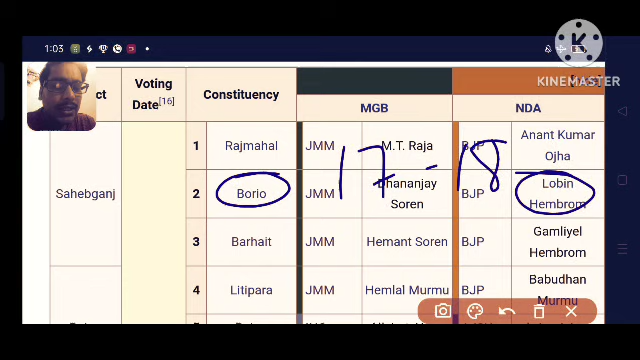 1:03
KINEMASTER
ct Voting Date[16] Constituency MGB NDA
Sahebganj
1 Rajmahal JMM M.T. Raja BJP Anant Kumar Ojha
2 Borio JMM Dhananjay Soren BJP Lobin Hembrom
3 Barhait JMM Hemant Soren BJP Gamliyel Hembrom
4 Litipara JMM Hemlal Murmu BJP Babudhan Murmu
17-18